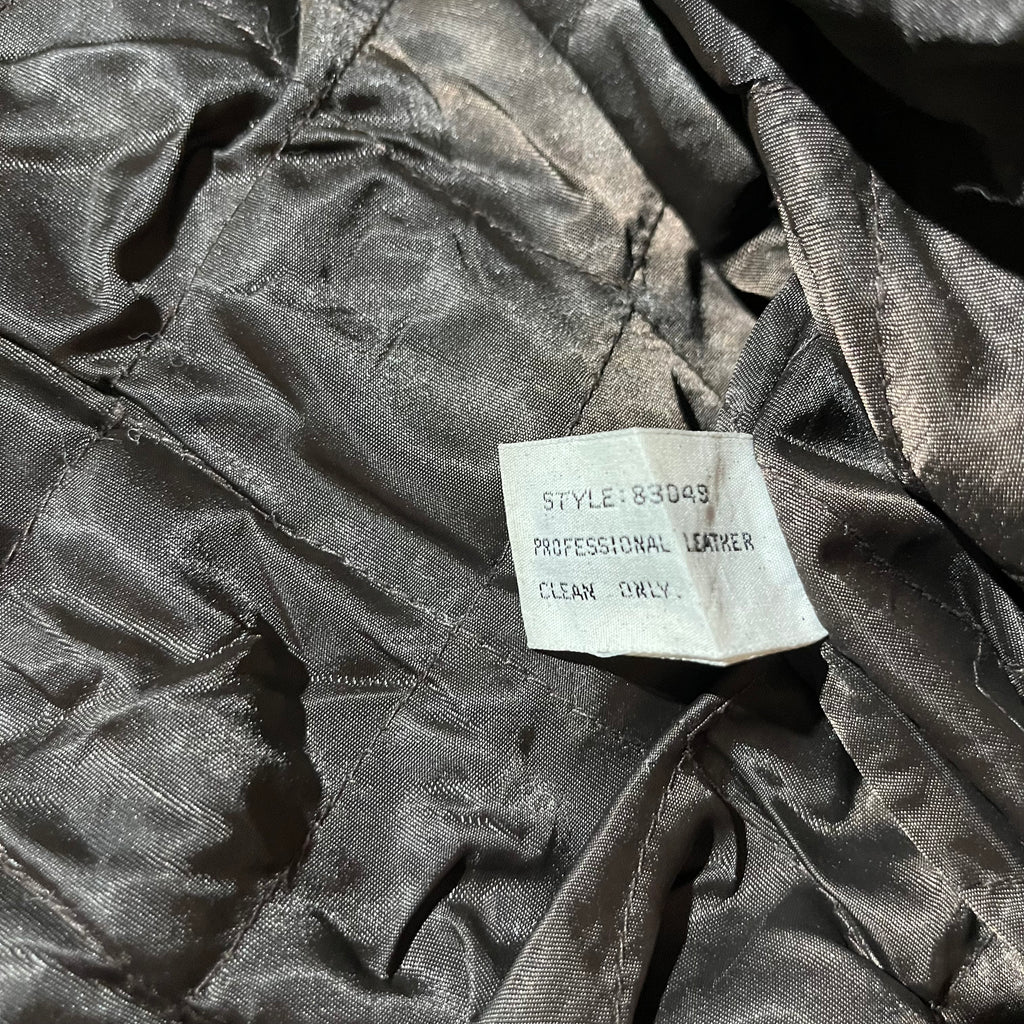 STYLE:83049
PROFESSIONAL LEATHER
CLEAN ONLY.